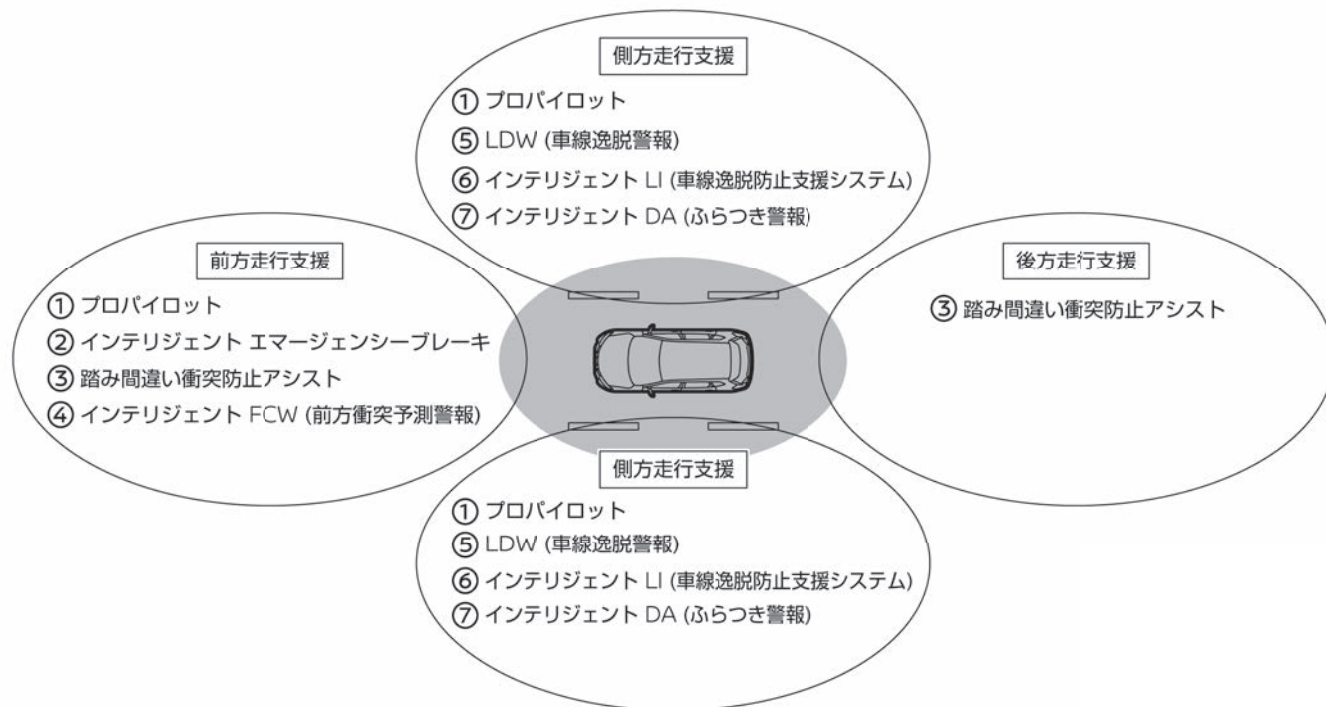 側方走行支援
① プロパイロット
⑤ LDW (車線逸脱警報)
⑥ インテリジェント LI (車線逸脱防止支援システム)
⑦ インテリジェント DA (ふらつき警報)
前方走行支援
① プロパイロット
② インテリジェント エマージェンシーブレーキ
③ 踏み間違い衝突防止アシスト
④ インテリジェント FCW (前方衝突予測警報)
後方走行支援
③ 踏み間違い衝突防止アシスト
側方走行支援
① プロパイロット
⑤ LDW (車線逸脱警報)
⑥ インテリジェント LI (車線逸脱防止支援システム)
⑦ インテリジェント DA (ふらつき警報)